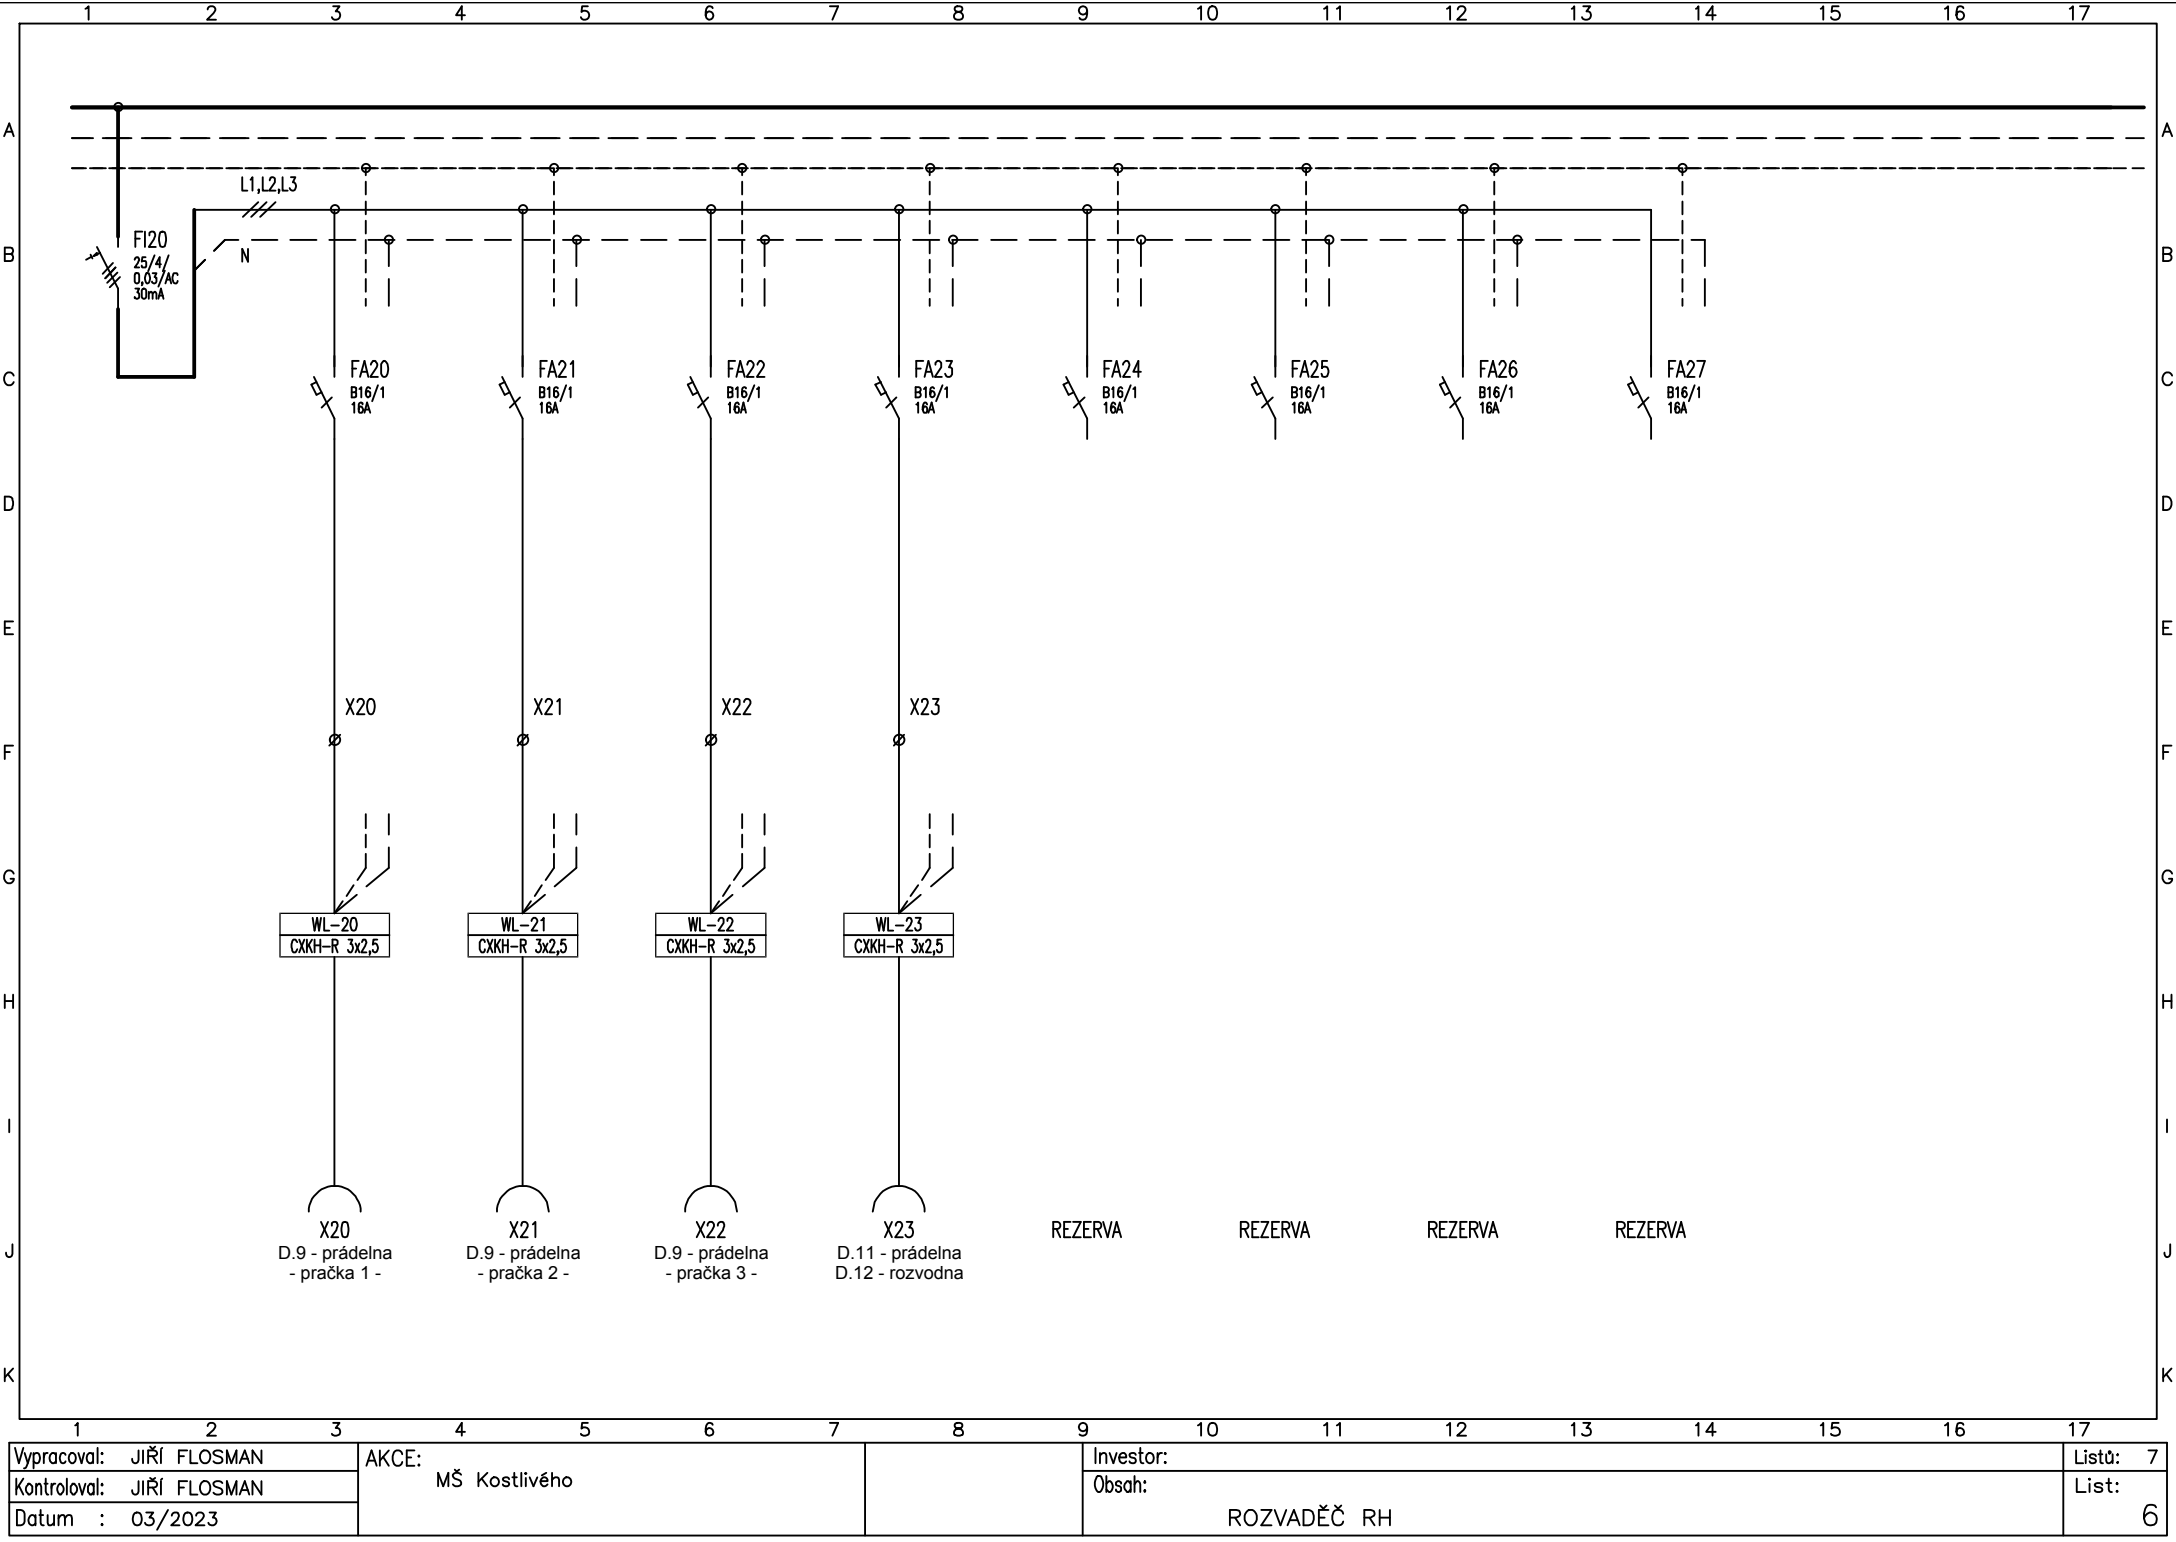 1 2 3 4 5 6 7 8 9 10 11 12 13 14 15 16 17
A A
L1,L2,L3
FI20
B N B
25/4/
0,03/AC
30mA
FA20 FA21 FA22 FA23 FA24 FA25 FA26 FA27
C C
B16/1 B16/1 B16/1 B16/1 B16/1 B16/1 B16/1 B16/1
16A 16A 16A 16A 16A 16A 16A 16A
D D
E E
X20 X21 X22 X23
F F
G G
WL-20 WL-21 WL-22 WL-23
CXKH-R 3x2,5 CXKH-R 3x2,5 CXKH-R 3x2,5 CXKH-R 3x2,5
H H
I I
X20 X21 X22 X23 REZERVA REZERVA REZERVA REZERVA
J D.9 - prádelna D.9 - prádelna D.9 - prádelna D.11 - prádelna J
- pračka 1 - - pračka 2 - - pračka 3 - D.12 - rozvodna
K K
1 2 3 4 5 6 7 8 9 10 11 12 13 14 15 16 17
Vypracoval: JIŘÍ FLOSMAN
Kontroloval: JIŘÍ FLOSMAN
Datum : 03/2023
AKCE:
MŠ Kostlivého
Investor:
Obsah:
ROZVADĚČ RH
Listů: 7
List:
6